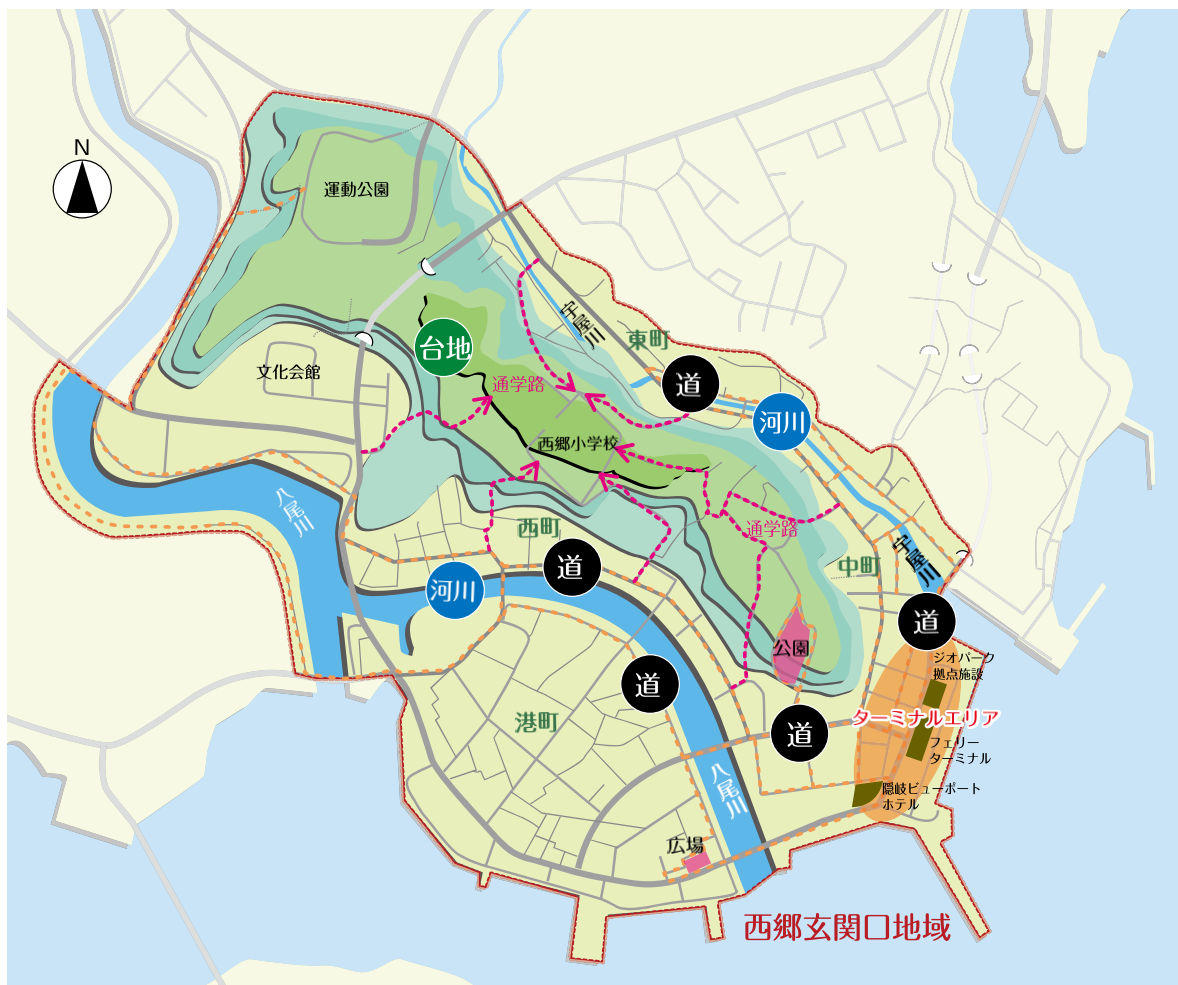 N
運動公園
宇屋川
東町
台地
道
文化会館
通学路
河川
西郷小学校
八尾川
西町
通学路
宇屋川
中町
道
河川
道
公園
ジオパーク
拠点施設
道
港町
ターミナルエリア
道
フェリー
ターミナル
八尾川
隠岐ビューポート
ホテル
広場
西郷玄関口地域